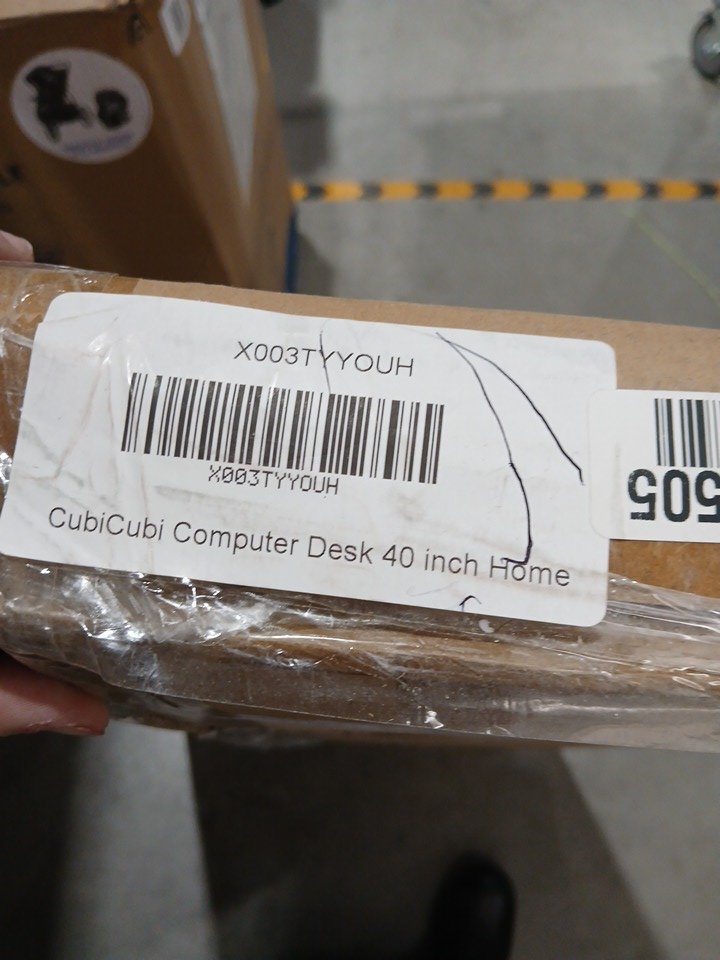 X003TYYOUH
X003TYYOUH
CubiCubi Computer Desk 40 inch Home
505